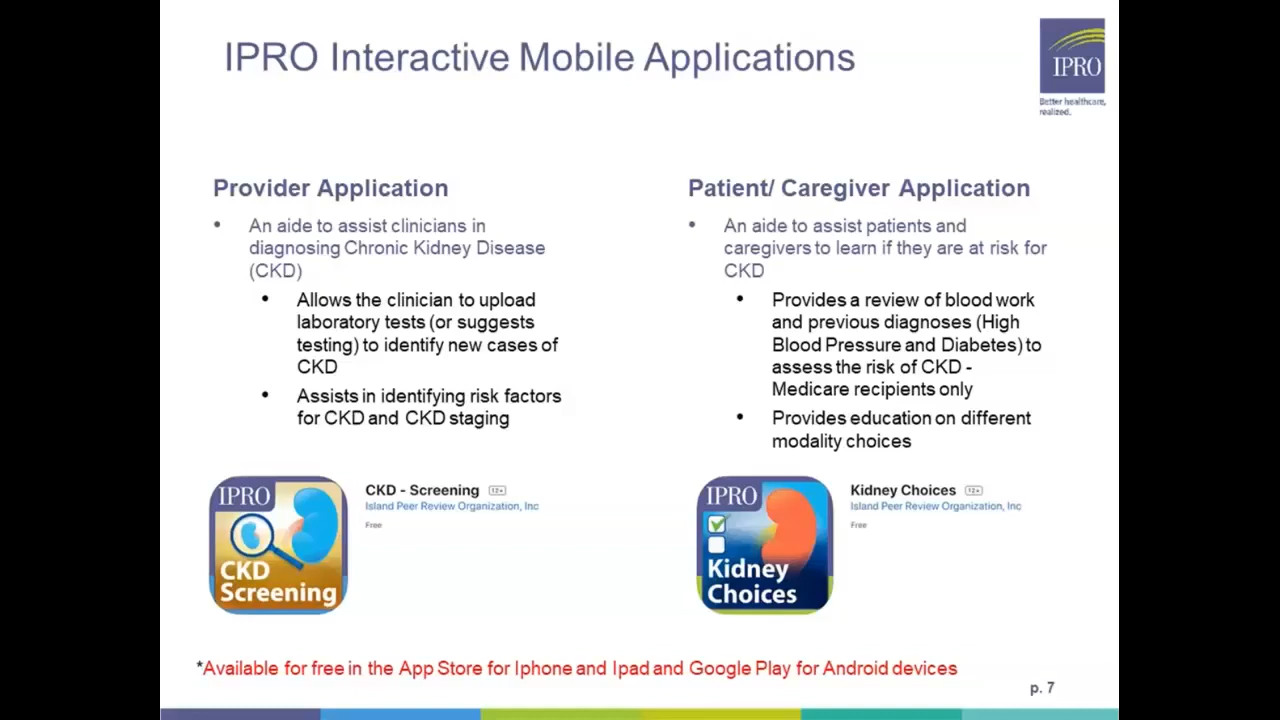 IPRO Interactive Mobile Applications
IPRO
Better healthcare,
realized.
Provider Application
• An aide to assist clinicians in
diagnosing Chronic Kidney Disease
(CKD)
• Allows the clinician to upload
laboratory tests (or suggests
testing) to identify new cases of
CKD
• Assists in identifying risk factors
for CKD and CKD staging
IPRO
CKD
Screening
CKD - Screening 12+
Island Peer Review Organization, Inc
Free
Patient/ Caregiver Application
• An aide to assist patients and
caregivers to learn if they are at risk for
CKD
• Provides a review of blood work
and previous diagnoses (High
Blood Pressure and Diabetes) to
assess the risk of CKD -
Medicare recipients only
• Provides education on different
modality choices
IPRO
Kidney
Choices
Kidney Choices 12+
Island Peer Review Organization, Inc
Free
*Available for free in the App Store for Iphone and Ipad and Google Play for Android devices
p. 7